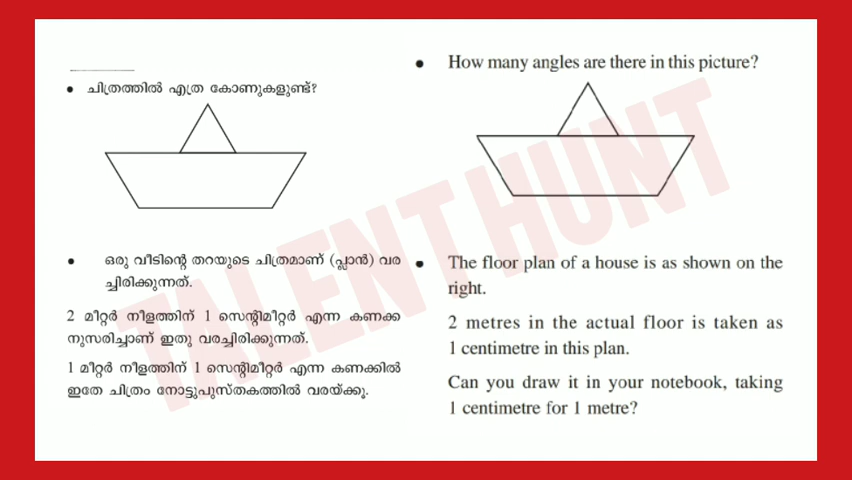 ചിത്രത്തിൽ എത്ര കോണുകളുണ്ട്?
ഒരു വീടിന്റെ തറയുടെ ചിത്രമാണ് (പ്ലാൻ) വര
ച്ചിരിക്കുന്നത്.
2 മീറ്റർ നീളത്തിന് 1 സെന്റിമീറ്റർ എന്ന കണക്ക
നുസരിച്ചാണ് ഇതു വരച്ചിരിക്കുന്നത്.
1 മീറ്റർ നീളത്തിന് 1 സെന്റിമീറ്റർ എന്ന കണക്കിൽ
ഇതേ ചിത്രം നോട്ടുപുസ്തകത്തിൽ വരയ്ക്കൂ.
How many angles are there in this picture?
The floor plan of a house is as shown on the
right.
2 metres in the actual floor is taken as
1 centimetre in this plan.
Can you draw it in your notebook, taking
1 centimetre for 1 metre?
TALENT HUNT